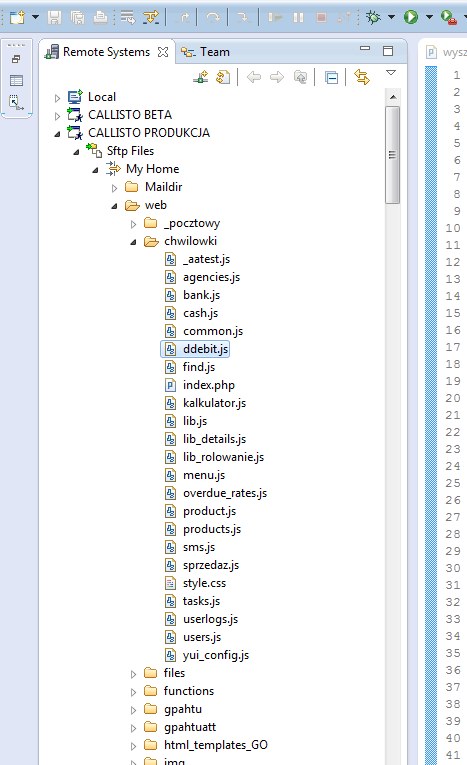 Remote Systems
Team
wysz
Local
CALLISTO BETA
CALLISTO PRODUKCJA
Sftp Files
My Home
Maildir
web
_pocztowy
chwilowki
_aatest.js
agencies.js
bank.js
cash.js
common.js
ddebit.js
find.js
index.php
kalkulator.js
lib.js
lib_details.js
lib_rolowanie.js
menu.js
overdue_rates.js
product.js
products.js
sms.js
sprzedaz.js
style.css
tasks.js
userlogs.js
users.js
yui_config.js
files
functions
gpahtu
gpahtuatt
html_templates_GO
img
1
2
3
4
5
6
7
8
9
10
11
12
13
14
15
16
17
18
19
20
21
22
23
24
25
26
27
28
29
30
31
32
33
34
35
36
37
38
39
40
41